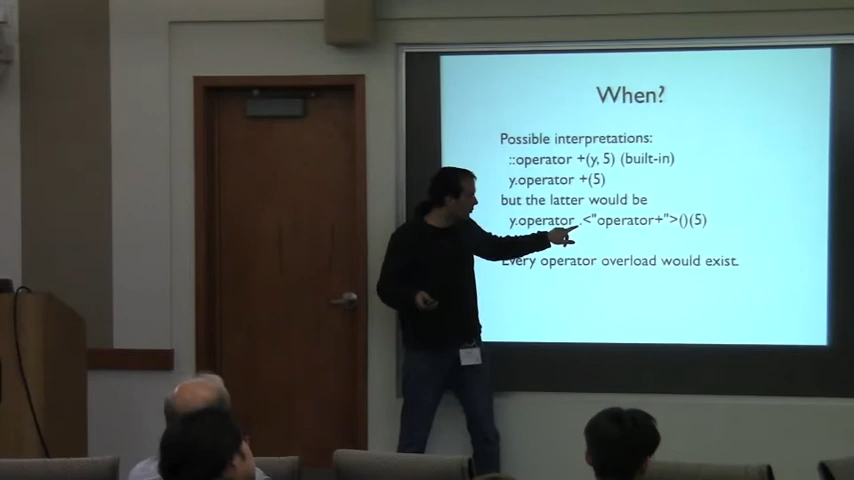 When?
Possible interpretations:
::operator +(y, 5) (built-in)
y.operator +(5)
but the latter would be
y.operator .<"operator+">()(5)
Every operator overload would exist.